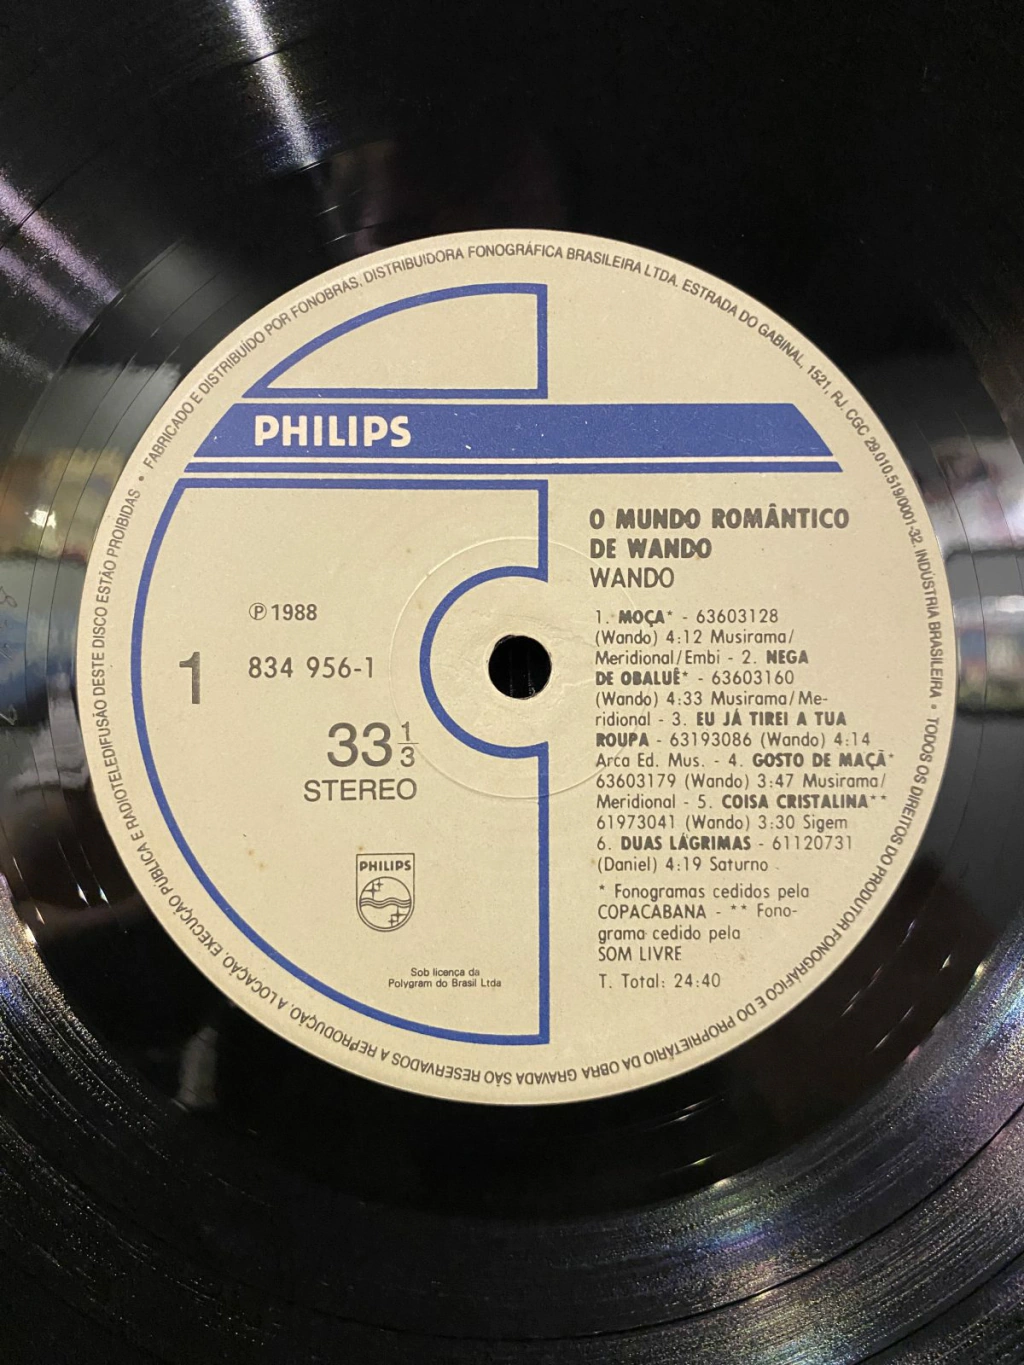 • FABRICADO E DISTRIBUÍDO POR FONOBRAS, DISTRIBUIDORA FONOGRÁFICA BRASILEIRA LTDA. ESTRADA DO GABINAL, 1521, RJ. CGC 29.010.519/0001-32. INDÚSTRIA BRASILEIRA • TODOS OS DIREITOS DO PRODUTOR FONOGRÁFICO E DO PROPRIETÁRIO DA OBRA GRAVADA SÃO RESERVADOS A REPRODUÇÃO. A LOCAÇÃO. EXECUÇÃO PÚBLICA E RADIOTELEDIFUSÃO DESTE DISCO ESTÃO PROIBIDAS
PHILIPS
O MUNDO ROMÂNTICO
DE WANDO
WANDO
℗ 1988
1
834 956-1
33 1/3
STEREO
PHILIPS
Sob licença da
Polygram do Brasil Ltda
1. MOÇA* - 63603128
(Wando) 4:12 Musirama/
Meridional/Embi - 2. NEGA
DE OBALUÊ* - 63603160
(Wando) 4:33 Musirama/Me-
ridional - 3. EU JÁ TIREI A TUA
ROUPA - 63193086 (Wando) 4:14
Arca Ed. Mus. - 4. GOSTO DE MAÇÃ*
63603179 (Wando) 3:47 Musirama/
Meridional - 5. COISA CRISTALINA**
61973041 (Wando) 3:30 Sigem
6. DUAS LÁGRIMAS - 61120731
(Daniel) 4:19 Saturno
* Fonogramas cedidos pela
COPACABANA - ** Fono-
grama cedido pela
SOM LIVRE
T. Total: 24:40